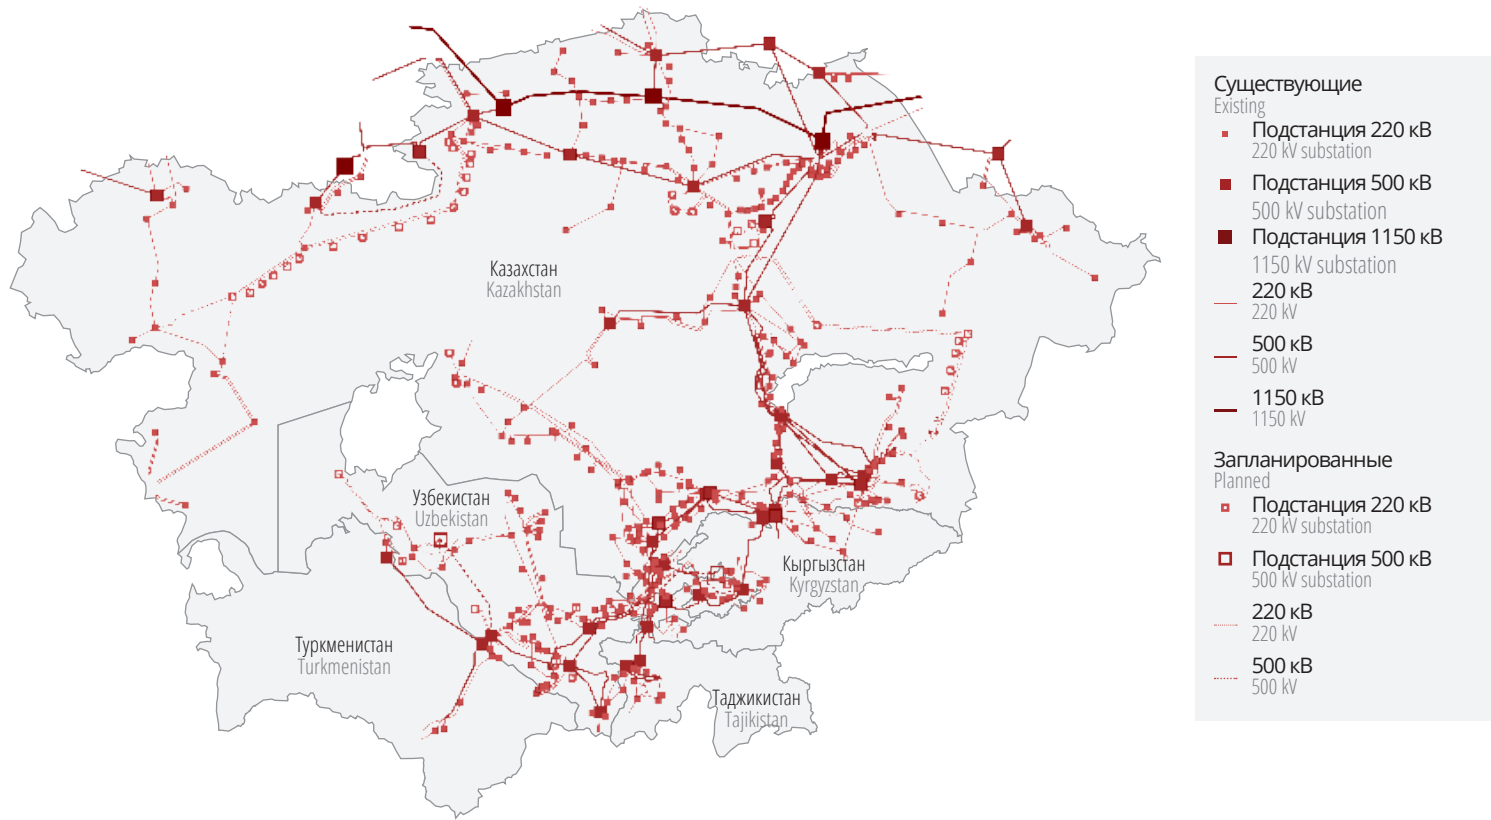 Казахстан
Kazakhstan
Узбекистан
Uzbekistan
Кыргызстан
Kyrgyzstan
Туркменистан
Turkmenistan
Таджикистан
Tajikistan
Существующие
Existing
Подстанция 220 кВ
220 kV substation
Подстанция 500 кВ
500 kV substation
Подстанция 1150 кВ
1150 kV substation
220 кВ
220 kV
500 кВ
500 kV
1150 кВ
1150 kV
Запланированные
Planned
Подстанция 220 кВ
220 kV substation
Подстанция 500 кВ
500 kV substation
220 кВ
220 kV
500 кВ
500 kV